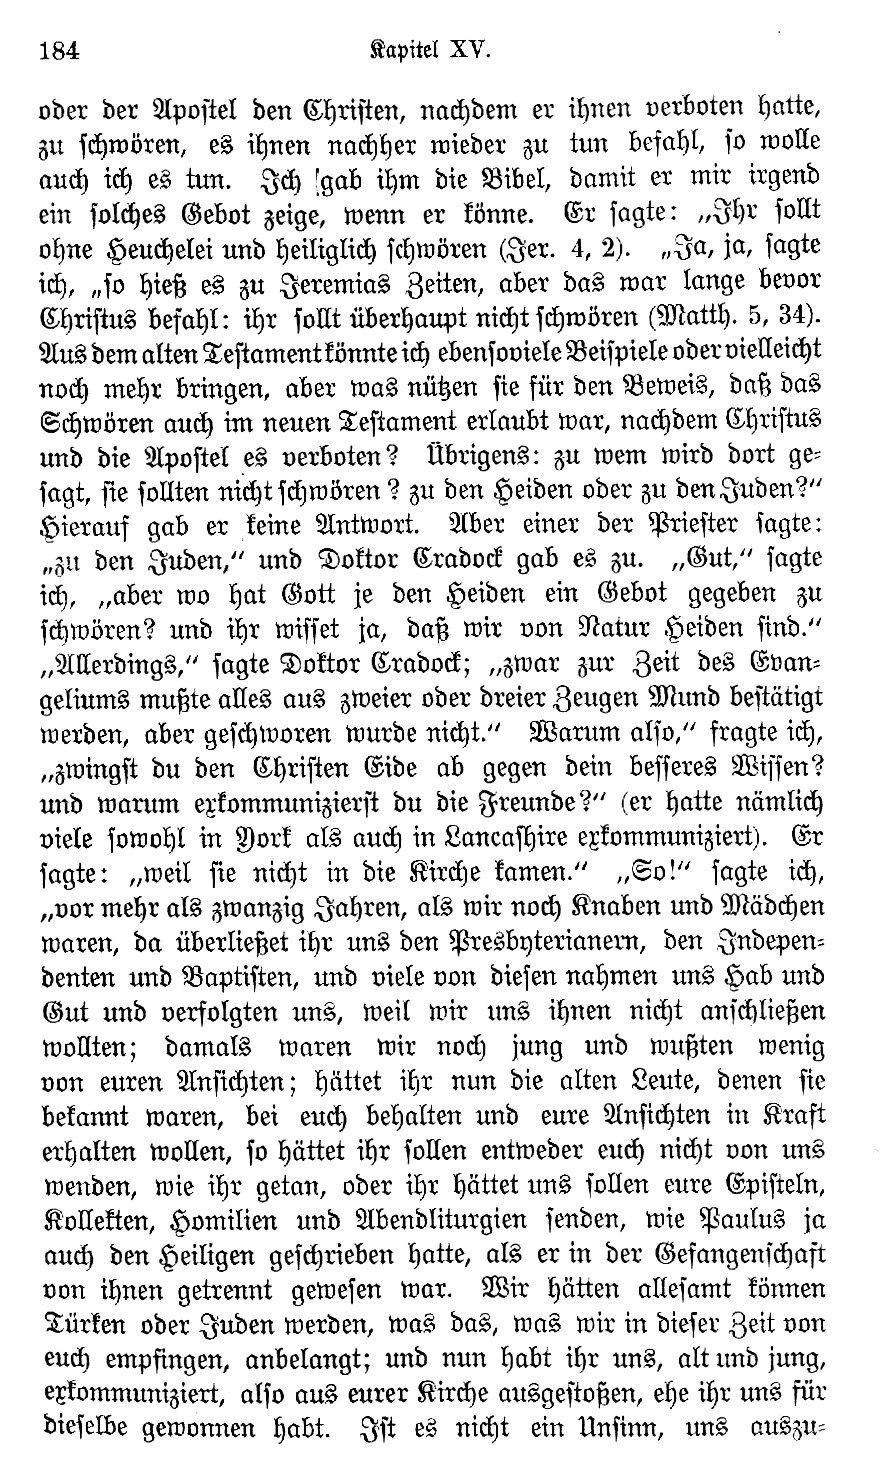 184 Kapitel XV.
oder der Apostel den Christen, nachdem er ihnen verboten hatte,
zu schwören, es ihnen nachher wieder zu tun befahl, so wolle
auch ich es tun. Ich gab ihm die Bibel, damit er mir irgend
ein solches Gebot zeige, wenn er könne. Er sagte: „Ihr sollt
ohne Heuchelei und heiliglich schwören (Jer. 4, 2). „Ja, ja, sagte
ich, „so hieß es zu Jeremias Zeiten, aber das war lange bevor
Christus befahl: ihr sollt überhaupt nicht schwören (Matth. 5, 34).
Aus dem alten Testament könnte ich ebensoviele Beispiele oder vielleicht
noch mehr bringen, aber was nützen sie für den Beweis, daß das
Schwören auch im neuen Testament erlaubt war, nachdem Christus
und die Apostel es verboten? Übrigens: zu wem wird dort ge-
sagt, sie sollten nicht schwören? zu den Heiden oder zu den Juden?“
Hierauf gab er keine Antwort. Aber einer der Priester sagte:
„zu den Juden,“ und Doktor Cradock gab es zu. „Gut,“ sagte
ich, „aber wo hat Gott je den Heiden ein Gebot gegeben zu
schwören? und ihr wisset ja, daß wir von Natur Heiden sind.“
„Allerdings,“ sagte Doktor Cradock; „zwar zur Zeit des Evan-
geliums mußte alles aus zweier oder dreier Zeugen Mund bestätigt
werden, aber geschworen wurde nicht.“ Warum also,“ fragte ich,
„zwingst du den Christen Eide ab gegen dein besseres Wissen?
und warum exkommunizierst du die Freunde?“ (er hatte nämlich
viele sowohl in York als auch in Lancashire exkommuniziert). Er
sagte: „weil sie nicht in die Kirche kamen.“ „So!“ sagte ich,
„vor mehr als zwanzig Jahren, als wir noch Knaben und Mädchen
waren, da überließet ihr uns den Presbyterianern, den Indepen-
denten und Baptisten, und viele von diesen nahmen uns Hab und
Gut und verfolgten uns, weil wir uns ihnen nicht anschließen
wollten; damals waren wir noch jung und wußten wenig
von euren Ansichten; hättet ihr nun die alten Leute, denen sie
bekannt waren, bei euch behalten und eure Ansichten in Kraft
erhalten wollen, so hättet ihr sollen entweder euch nicht von uns
wenden, wie ihr getan, oder ihr hättet uns sollen eure Episteln,
Kollekten, Homilien und Abendliturgien senden, wie Paulus ja
auch den Heiligen geschrieben hatte, als er in der Gefangenschaft
von ihnen getrennt gewesen war. Wir hätten allesamt können
Türken oder Juden werden, was das, was wir in dieser Zeit von
euch empfingen, anbelangt; und nun habt ihr uns, alt und jung,
exkommuniziert, also aus eurer Kirche ausgestoßen, ehe ihr uns für
dieselbe gewonnen habt. Ist es nicht ein Unsinn, uns auszu-